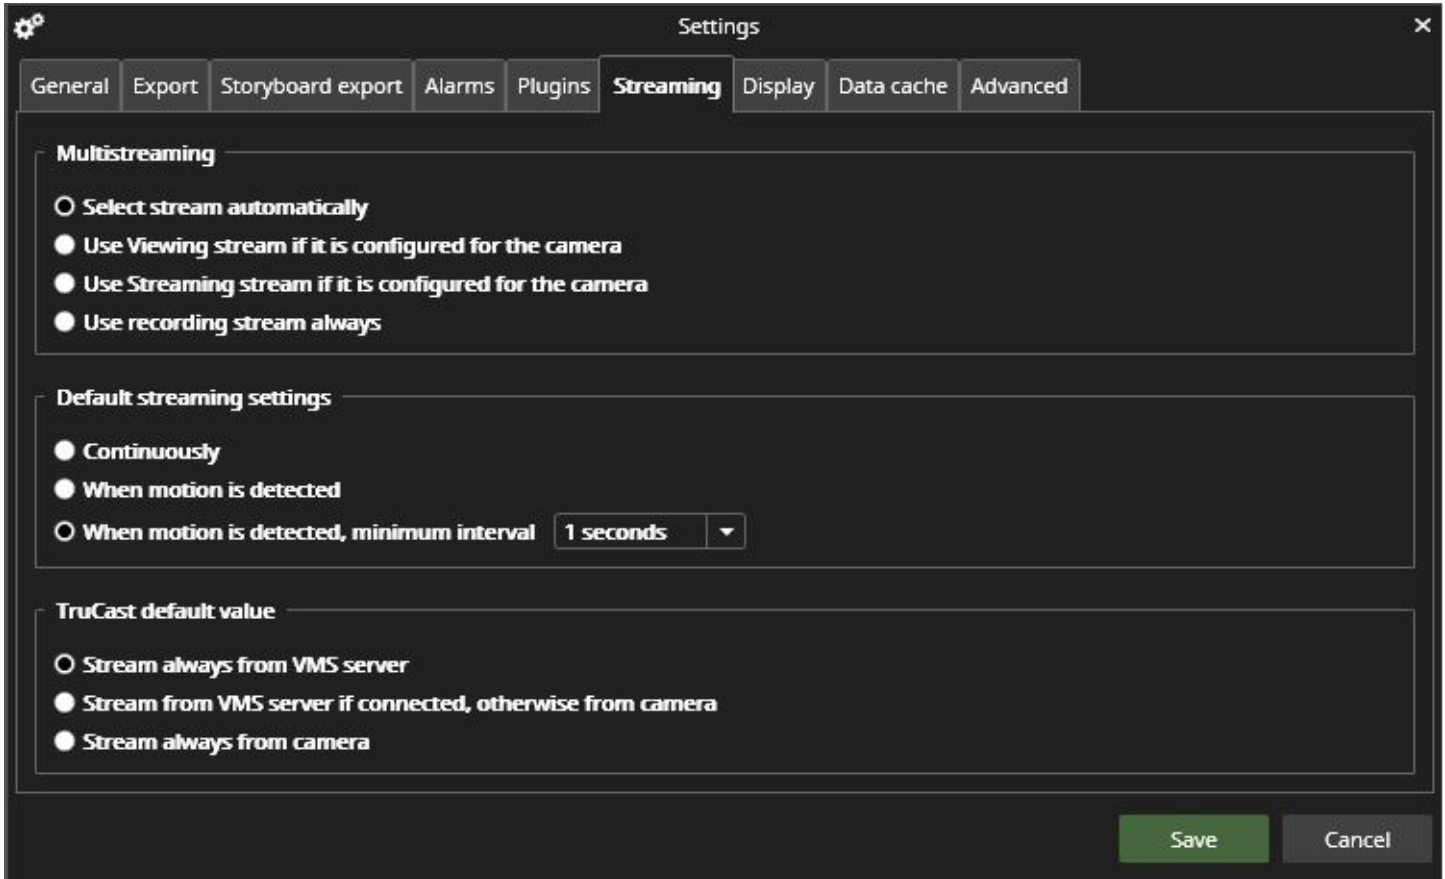 Settings
General Export Storyboard export Alarms Plugins Streaming Display Data cache Advanced
Multistreaming
Select stream automatically
Use Viewing stream if it is configured for the camera
Use Streaming stream if it is configured for the camera
Use recording stream always
Default streaming settings
Continuously
When motion is detected
When motion is detected, minimum interval 1 seconds
TruCast default value
Stream always from VMS server
Stream from VMS server if connected, otherwise from camera
Stream always from camera
Save Cancel